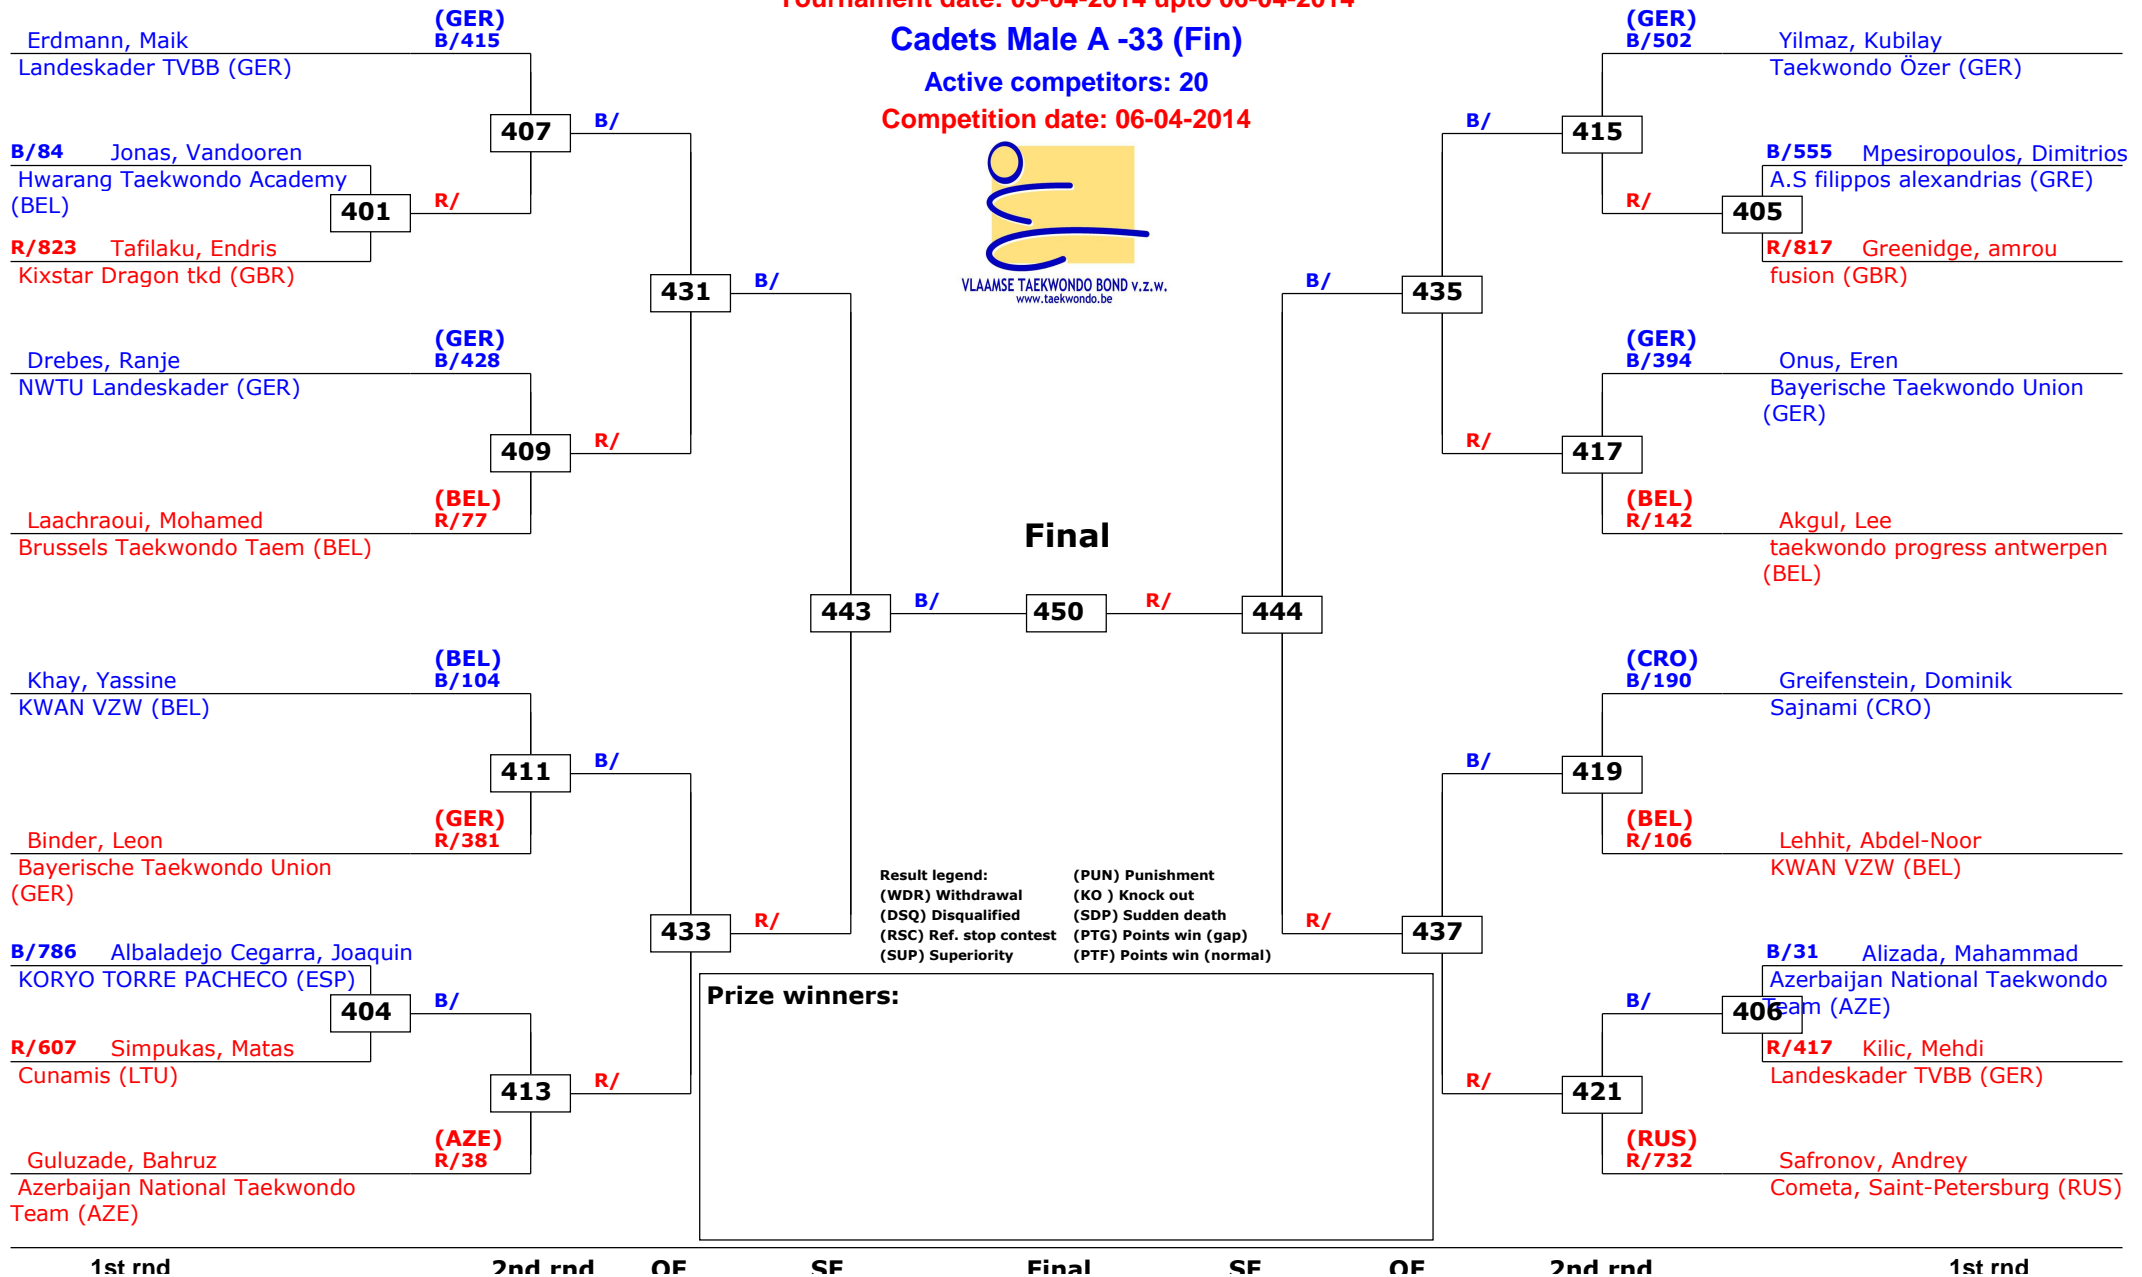 Tournament date: 05-04-2014 upto 06-04-2014
Cadets Male A -33 (Fin)
Active competitors: 20
Competition date: 06-04-2014
VLAAMSE TAEKWONDO BOND v.z.w.
www.taekwondo.be
(GER)
Erdmann, Maik B/415
Landeskader TVBB (GER)
407 B/
B/84 Jonas, Vandooren
Hwarang Taekwondo Academy
(BEL)
401 R/
R/823 Tafilaku, Endris
Kixstar Dragon tkd (GBR)
431 B/
(GER)
Drebes, Ranje B/428
NWTU Landeskader (GER)
409 R/
(BEL)
Laachraoui, Mohamed R/77
Brussels Taekwondo Taem (BEL)
443 B/
(BEL)
Khay, Yassine B/104
KWAN VZW (BEL)
411 B/
(GER)
Binder, Leon R/381
Bayerische Taekwondo Union
(GER)
433 R/
B/786 Albaladejo Cegarra, Joaquin
KORYO TORRE PACHECO (ESP)
404 B/
R/607 Simpukas, Matas
Cunamis (LTU)
413 R/
(AZE)
Guluzade, Bahruz R/38
Azerbaijan National Taekwondo
Team (AZE)
Final
450
(GER)
B/502 Yilmaz, Kubilay
Taekwondo Özer (GER)
B/ 415
B/555 Mpesiropoulos, Dimitrios
A.S filippos alexandrias (GRE)
R/ 405
R/817 Greenidge, amrou
fusion (GBR)
B/ 435
(GER)
B/394 Onus, Eren
Bayerische Taekwondo Union
(GER)
R/ 417
(BEL)
R/142 Akgul, Lee
taekwondo progress antwerpen
(BEL)
R/ 444
(CRO)
B/190 Greifenstein, Dominik
Sajnami (CRO)
B/ 419
(BEL)
R/106 Lehhit, Abdel-Noor
KWAN VZW (BEL)
R/ 437
B/31 Alizada, Mahammad
Azerbaijan National Taekwondo
Team (AZE)
B/ 406
R/417 Kilic, Mehdi
Landeskader TVBB (GER)
R/ 421
(RUS)
R/732 Safronov, Andrey
Cometa, Saint-Petersburg (RUS)
Result legend: (PUN) Punishment
(WDR) Withdrawal (KO ) Knock out
(DSQ) Disqualified (SDP) Sudden death
(RSC) Ref. stop contest (PTG) Points win (gap)
(SUP) Superiority (PTF) Points win (normal)
Prize winners:
1st rnd 2nd rnd QF SF Final SF QF 2nd rnd 1st rnd